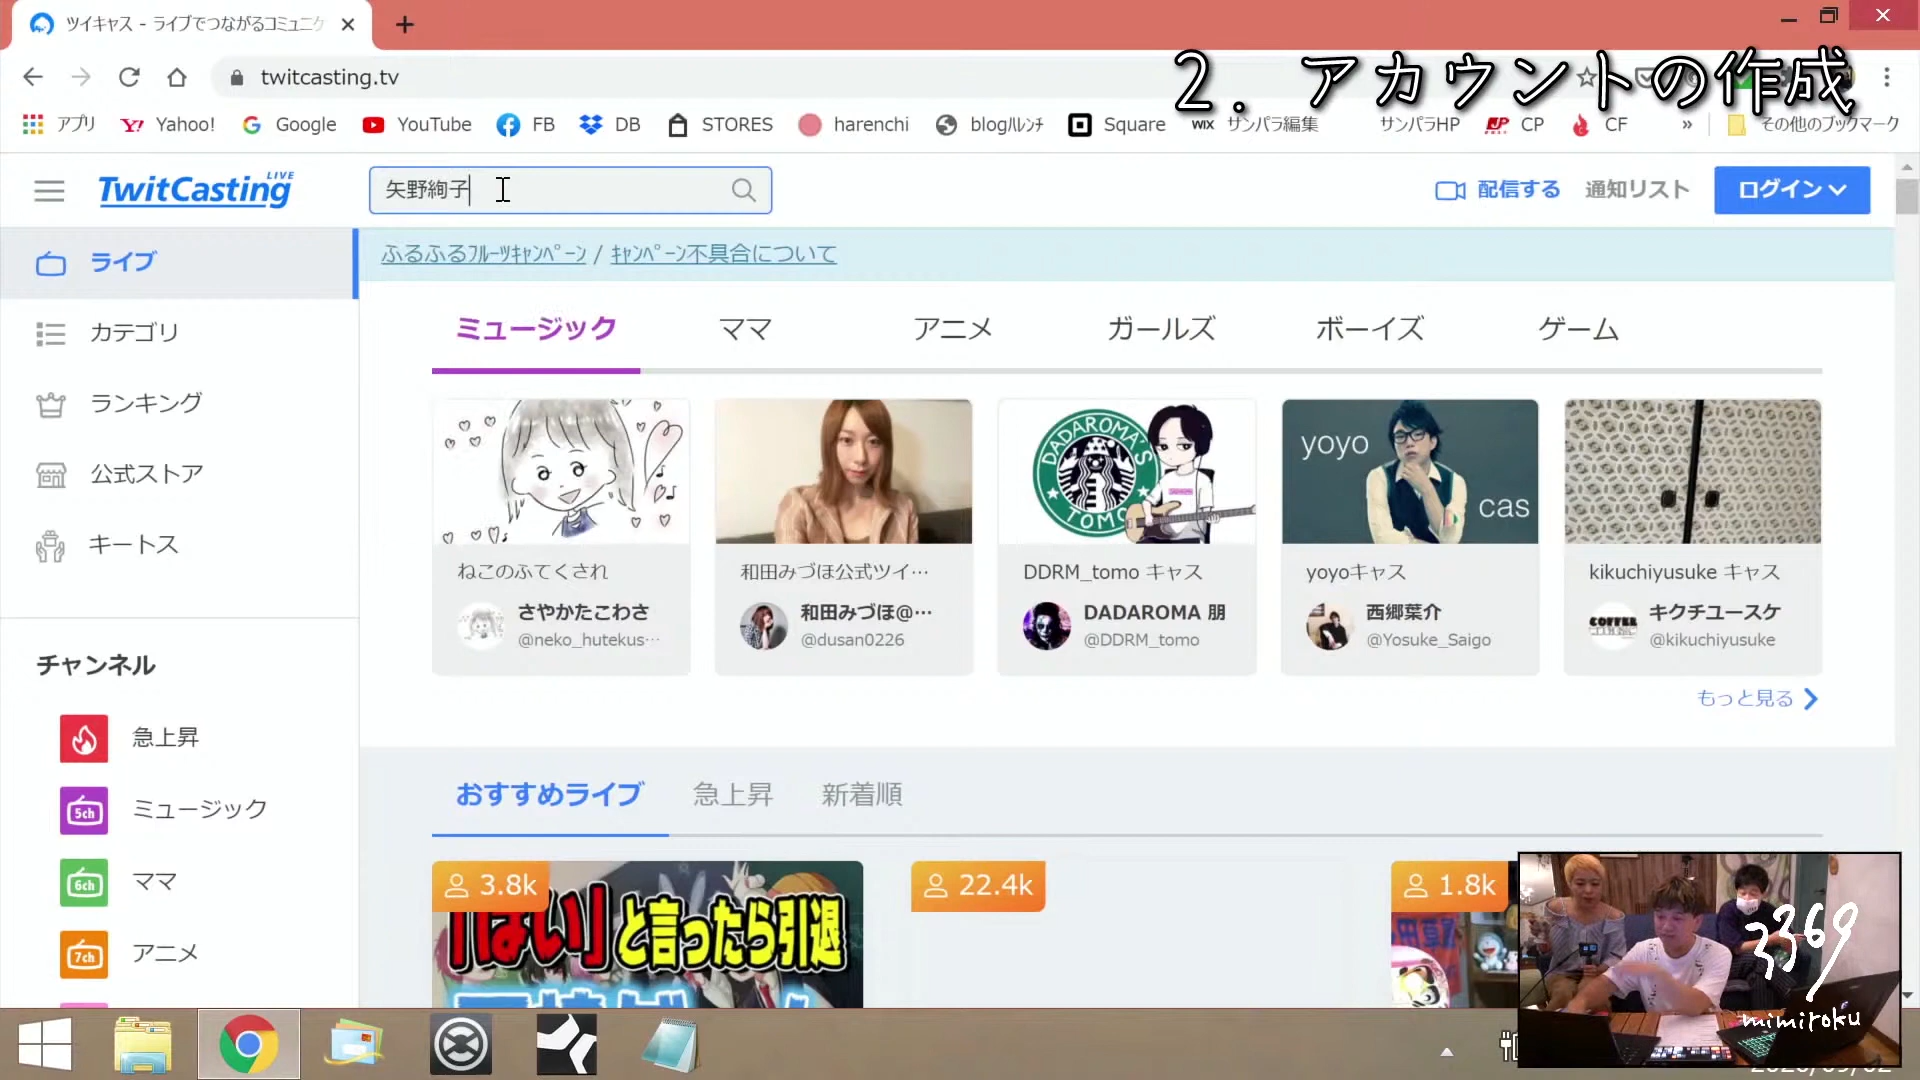 ツイキャス - ライブでつながるコミュニケ
twitcasting.tv
2. アカウントの作成
アプリ Yahoo! Google YouTube FB DB STORES harenchi blogﾊﾚﾝﾁ Square WIX サンパラ編集 サンパラHP CP CF » その他のブックマーク
TwitCasting LIVE
矢野絢子
配信する 通知リスト ログイン
ライブ
ふるふるﾌﾙｰﾂｷｬﾝﾍﾟｰﾝ / ｷｬﾝﾍﾟｰﾝ不具合について
カテゴリ
ランキング
公式ストア
キートス
ミュージック ママ アニメ ガールズ ボーイズ ゲーム
DADAROMA'S
TOMO
yoyo
cas
ねこのふてくされ
さやかたこわさ
@neko_hutekus…
和田みづほ公式ツイ…
和田みづほ@…
@dusan0226
DDRM_tomo キャス
DADAROMA 朋
@DDRM_tomo
yoyoキャス
西郷葉介
@Yosuke_Saigo
kikuchiyusuke キャス
COFFEE
キクチユースケ
@kikuchiyusuke
もっと見る
チャンネル
急上昇
5ch ミュージック
6ch ママ
7ch アニメ
おすすめライブ 急上昇 新着順
3.8k
「はい」と言ったら引退
22.4k
1.8k
3369
mimiroku